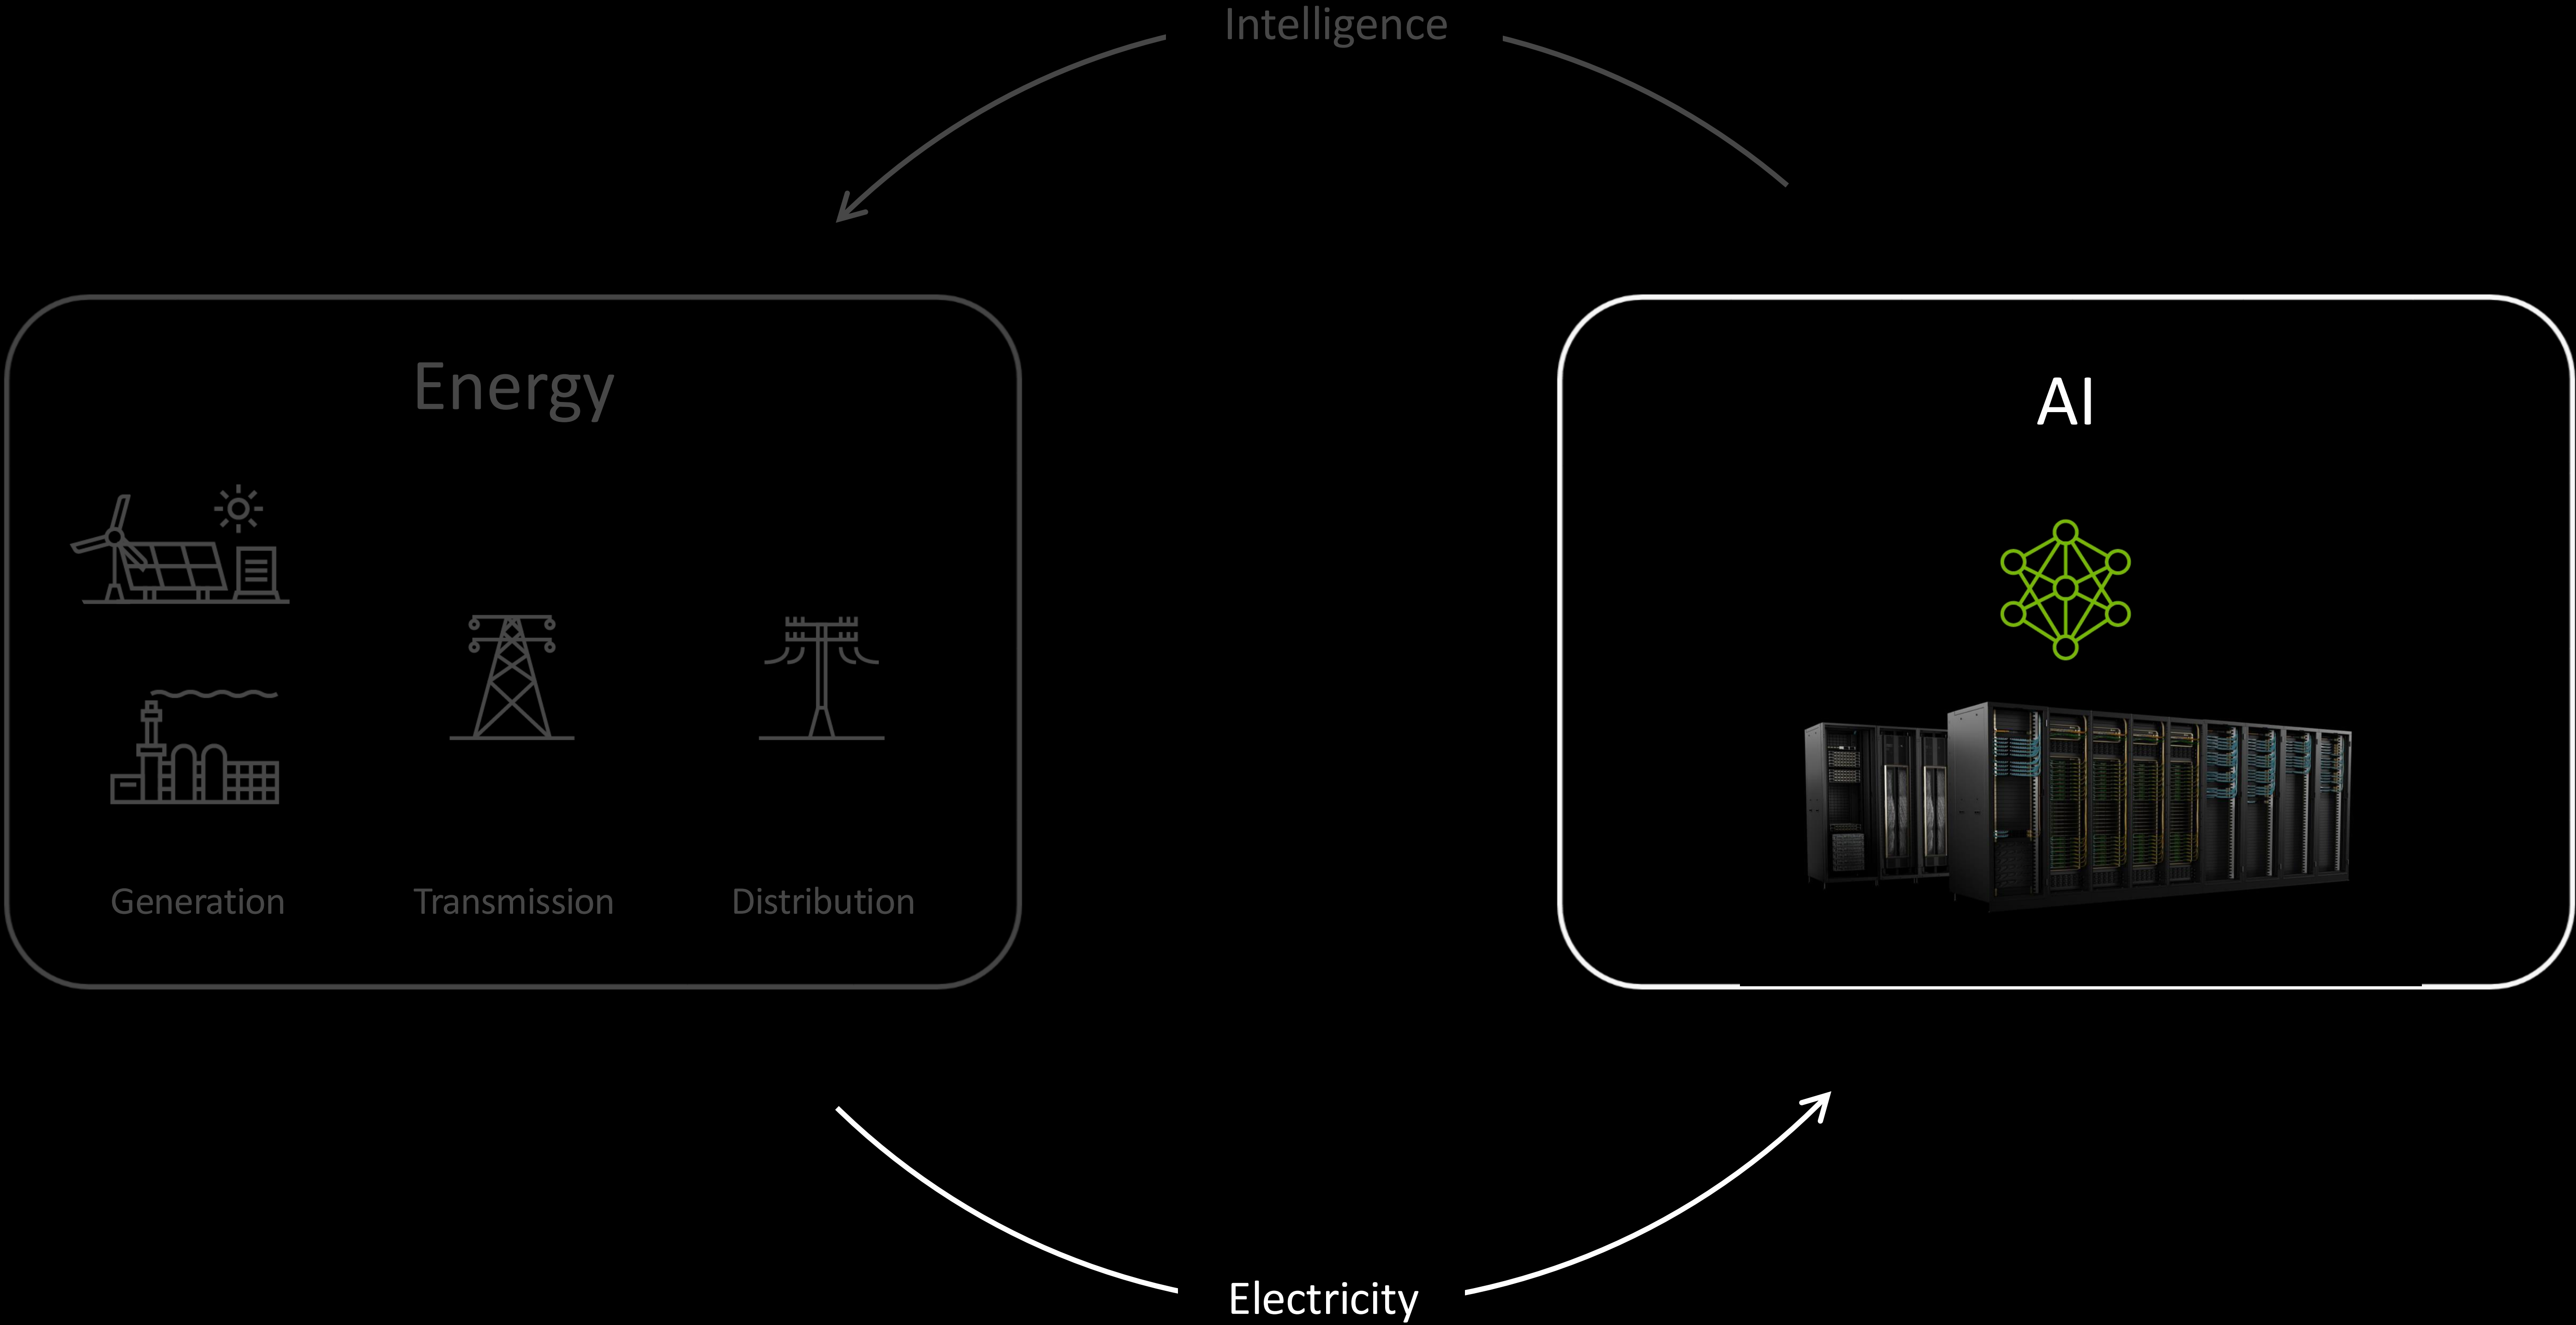 Intelligence
Energy
Generation
Transmission
Distribution
AI
Electricity